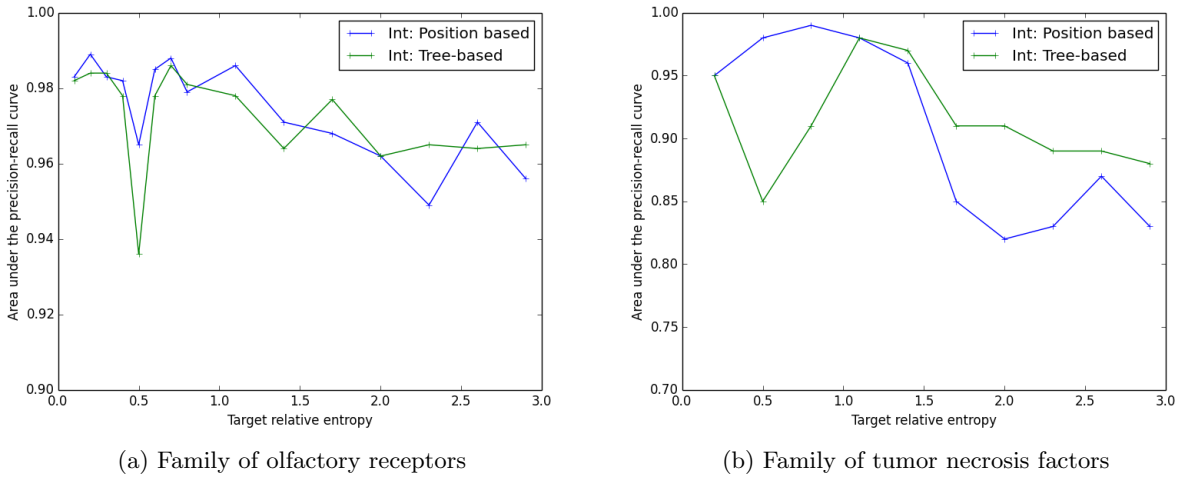 1.00
0.98
0.96
0.94
0.92
0.90
Area under the precision-recall curve
Int: Position based
Int: Tree-based
0.0 0.5 1.0 1.5 2.0 2.5 3.0
Target relative entropy
(a) Family of olfactory receptors
1.00
0.95
0.90
0.85
0.80
0.75
0.70
Area under the precision-recall curve
Int: Position based
Int: Tree-based
0.0 0.5 1.0 1.5 2.0 2.5 3.0
Target relative entropy
(b) Family of tumor necrosis factors